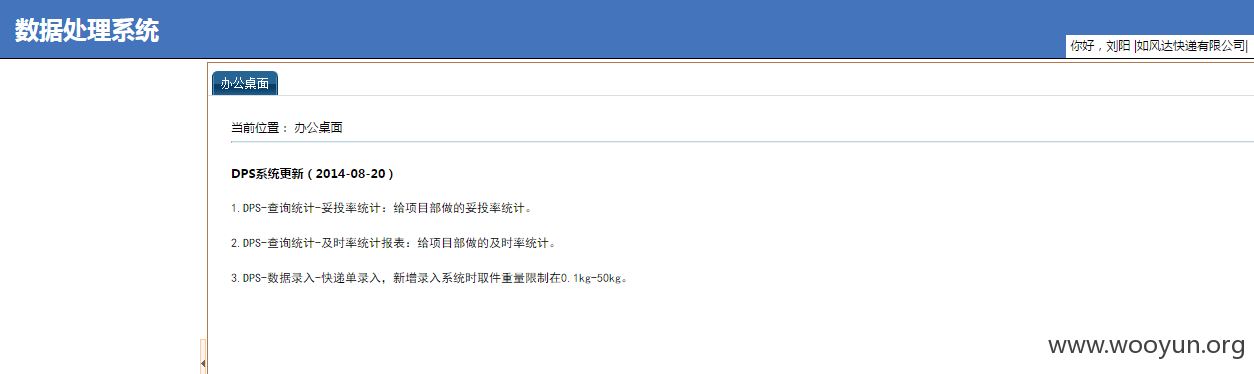 数据处理系统
你好，刘阳 |如风达快递有限公司|
办公桌面
当前位置： 办公桌面
DPS系统更新（2014-08-20）
1.DPS-查询统计-妥投率统计：给项目部做的妥投率统计。
2.DPS-查询统计-及时率统计报表：给项目部做的及时率统计。
3.DPS-数据录入-快递单录入，新增录入系统时取件重量限制在0.1kg-50kg。
www.wooyun.org